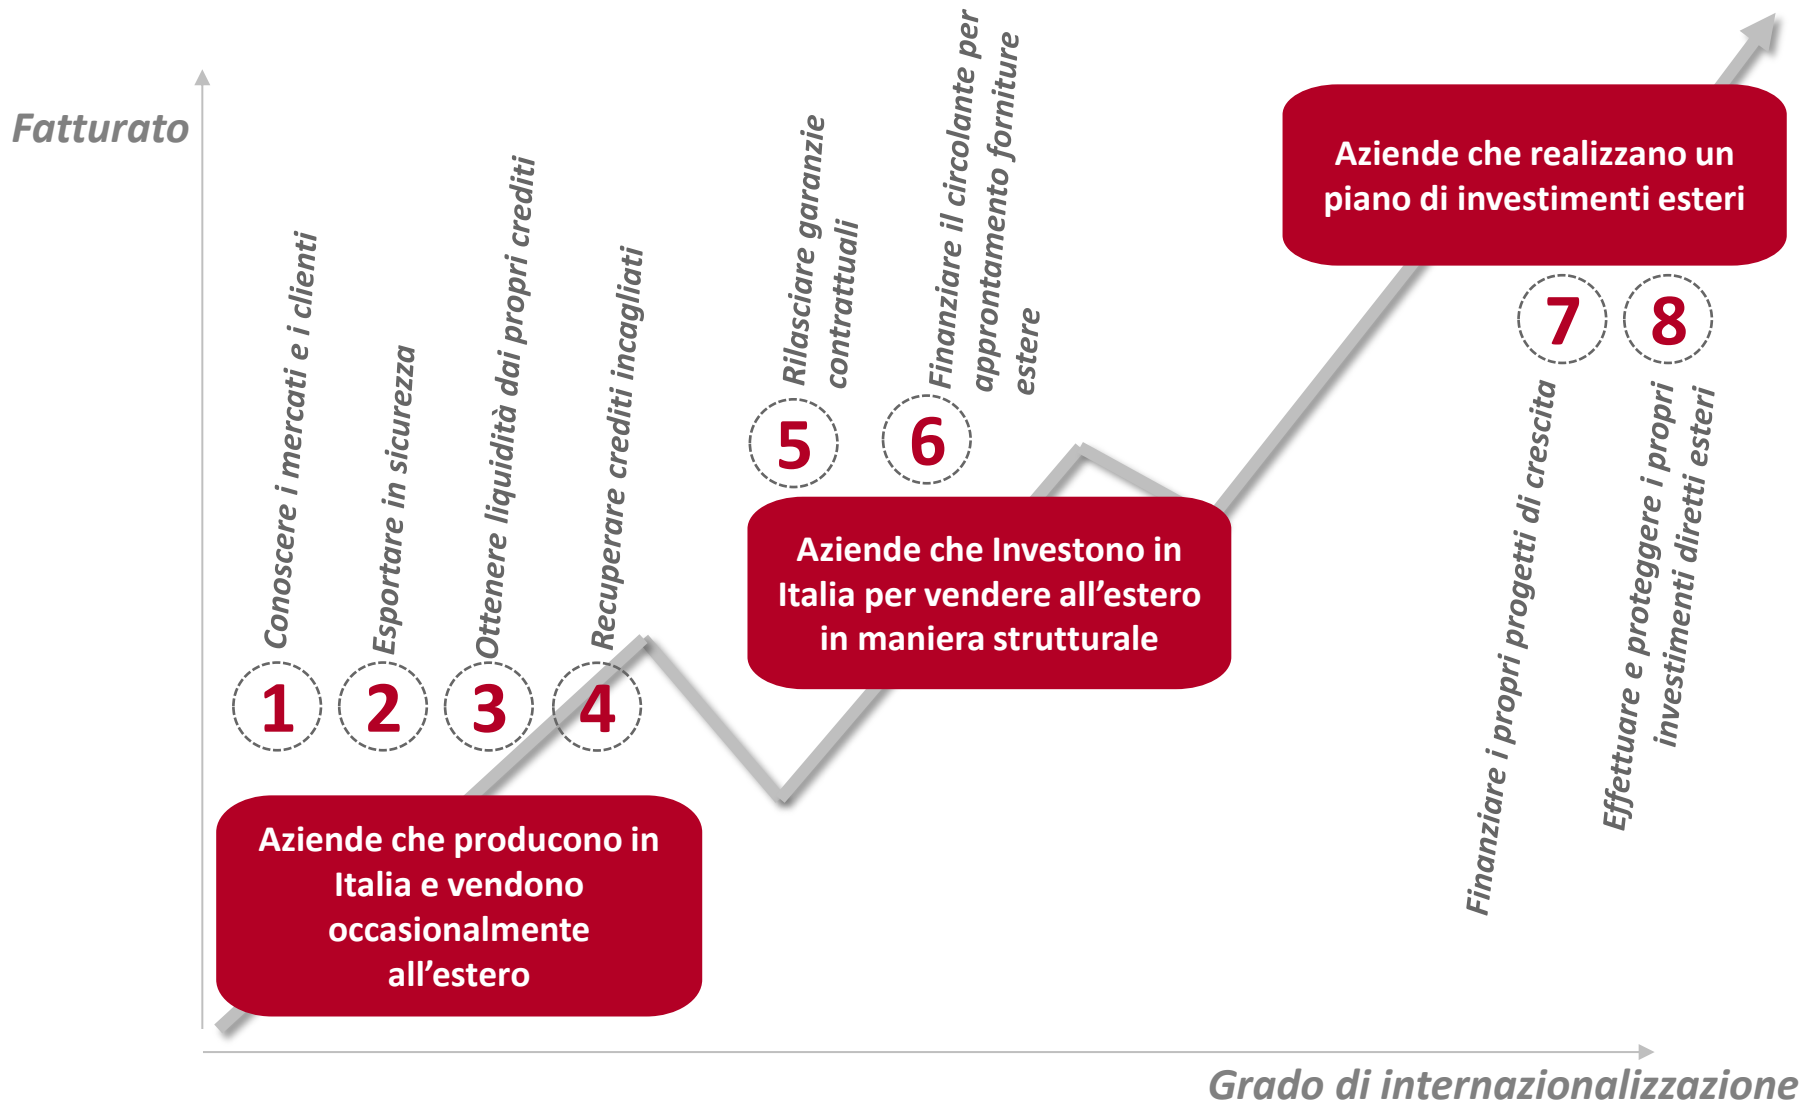 Fatturato
Conoscere i mercati e i clienti
Esportare in sicurezza
Ottenere liquidità dai propri crediti
Recuperare crediti incagliati
1
2
3
4
Aziende che producono in
Italia e vendono
occasionalmente
all’estero
Rilasciare garanzie
contrattuali
Finanziare il circolante per
approntamento forniture
estere
5
6
Aziende che Investono in
Italia per vendere all’estero
in maniera strutturale
Aziende che realizzano un
piano di investimenti esteri
7
8
Finanziare i propri progetti di crescita
Effettuare e proteggere i propri
investimenti diretti esteri
Grado di internazionalizzazione